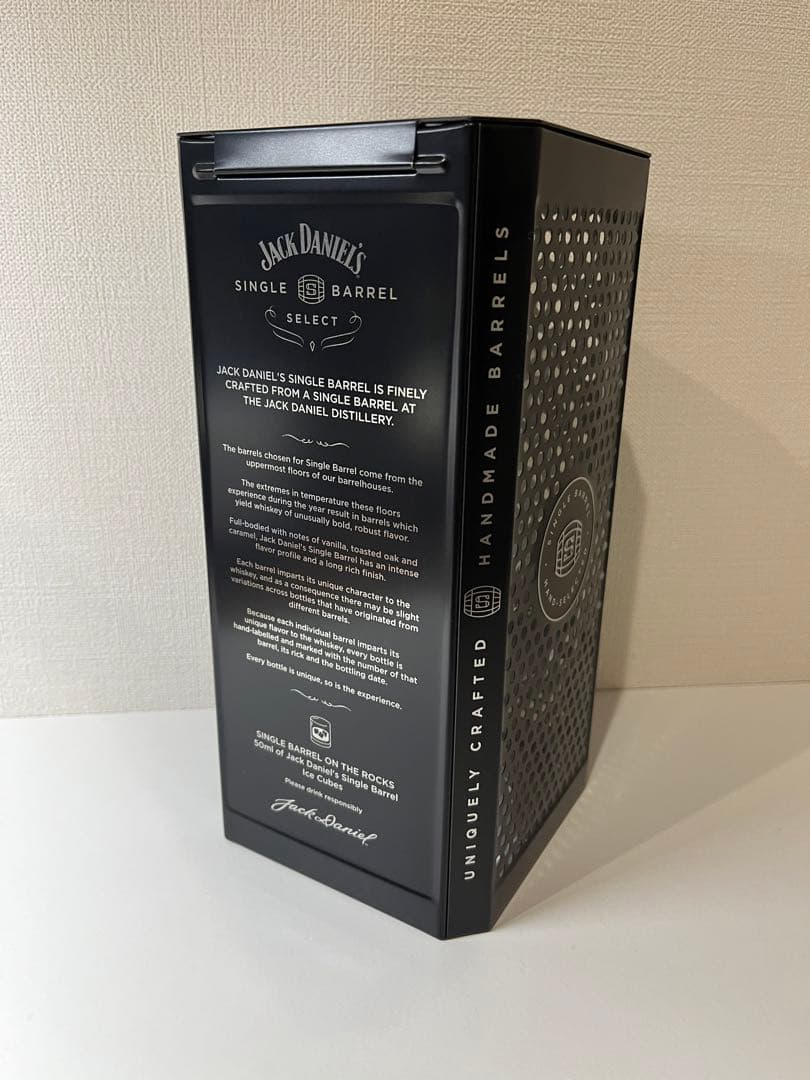 JACK DANIEL'S
SINGLE S BARREL
SELECT
JACK DANIEL'S SINGLE BARREL IS FINELY
CRAFTED FROM A SINGLE BARREL AT
THE JACK DANIEL DISTILLERY.
The barrels chosen for Single Barrel come from the
uppermost floors of our barrelhouses.
The extremes in temperature these floors
experience during the year result in barrels which
yield whiskey of unusually bold, robust flavor.
Full-bodied with notes of vanilla, toasted oak and
caramel, Jack Daniel's Single Barrel has an intense
flavor profile and a long rich finish.
Each barrel imparts its unique character to the
whiskey, and as a consequence there may be slight
variations across bottles that have originated from
different barrels.
Because each individual barrel imparts its
unique flavor to the whiskey, every bottle is
hand-labelled and marked with the number of that
barrel, its rick and the bottling date.
Every bottle is unique, so is the experience.
SINGLE BARREL ON THE ROCKS
50ml of Jack Daniel's Single Barrel
Ice Cubes
Please drink responsibly
Jack Daniel
UNIQUELY CRAFTED S HANDMADE BARRELS
SINGLE BARREL
S
HAND-SELECTED